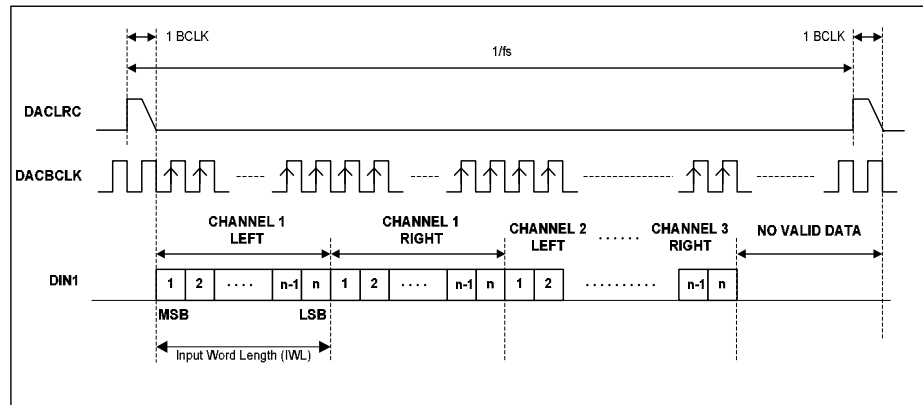 1 BCLK
1 BCLK
1/fs
DACLRC
DACBCLK
CHANNEL 1
LEFT
CHANNEL 1
RIGHT
CHANNEL 2
LEFT
CHANNEL 3
RIGHT
NO VALID DATA
DIN1
1 2 .... n-1 n 1 2 .... n-1 n 1 2 .......... n-1 n
MSB LSB
Input Word Length (IWL)